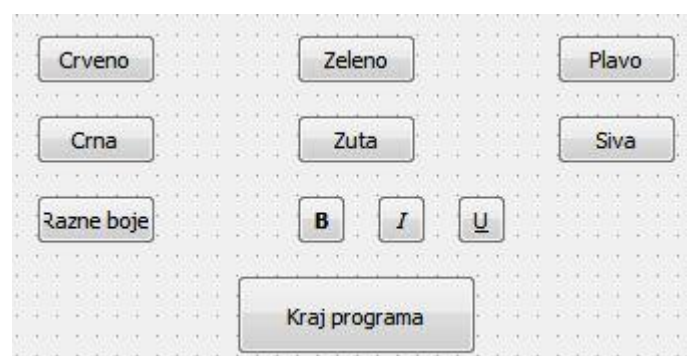 Crveno Zeleno Plavo
Crna Zuta Siva
Razne boje B I U
Kraj programa